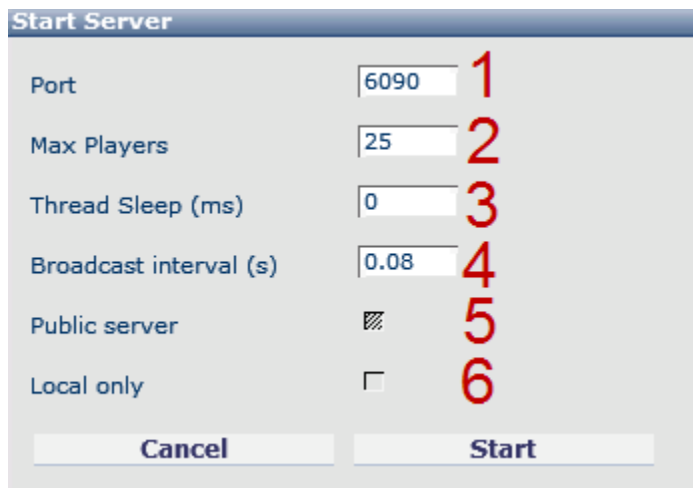 Start Server
Port 6090 1
Max Players 25 2
Thread Sleep (ms) 0 3
Broadcast interval (s) 0.08 4
Public server 5
Local only 6
Cancel Start